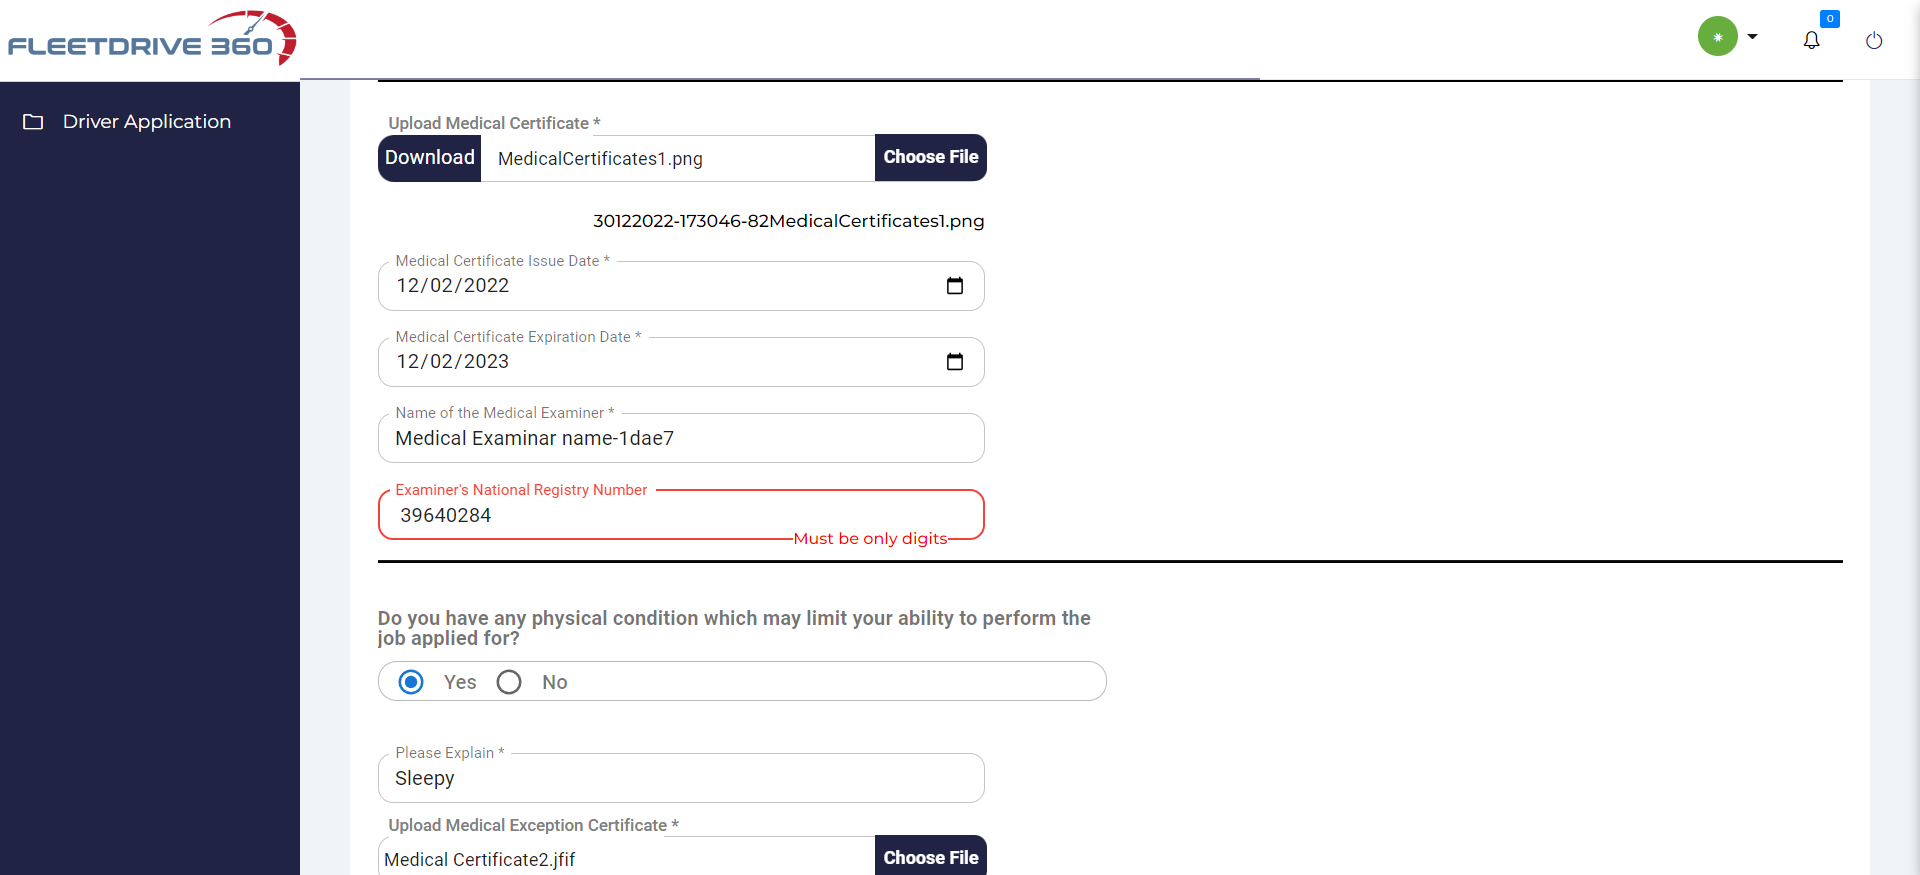 FLEETDRIVE 360
0
Driver Application
Upload Medical Certificate *
Download MedicalCertificates1.png Choose File
30122022-173046-82MedicalCertificates1.png
Medical Certificate Issue Date *
12/02/2022
Medical Certificate Expiration Date *
12/02/2023
Name of the Medical Examiner *
Medical Examinar name-1dae7
Examiner's National Registry Number
39640284
Must be only digits
Do you have any physical condition which may limit your ability to perform the
job applied for?
Yes No
Please Explain *
Sleepy
Upload Medical Exception Certificate *
Medical Certificate2.jfif Choose File